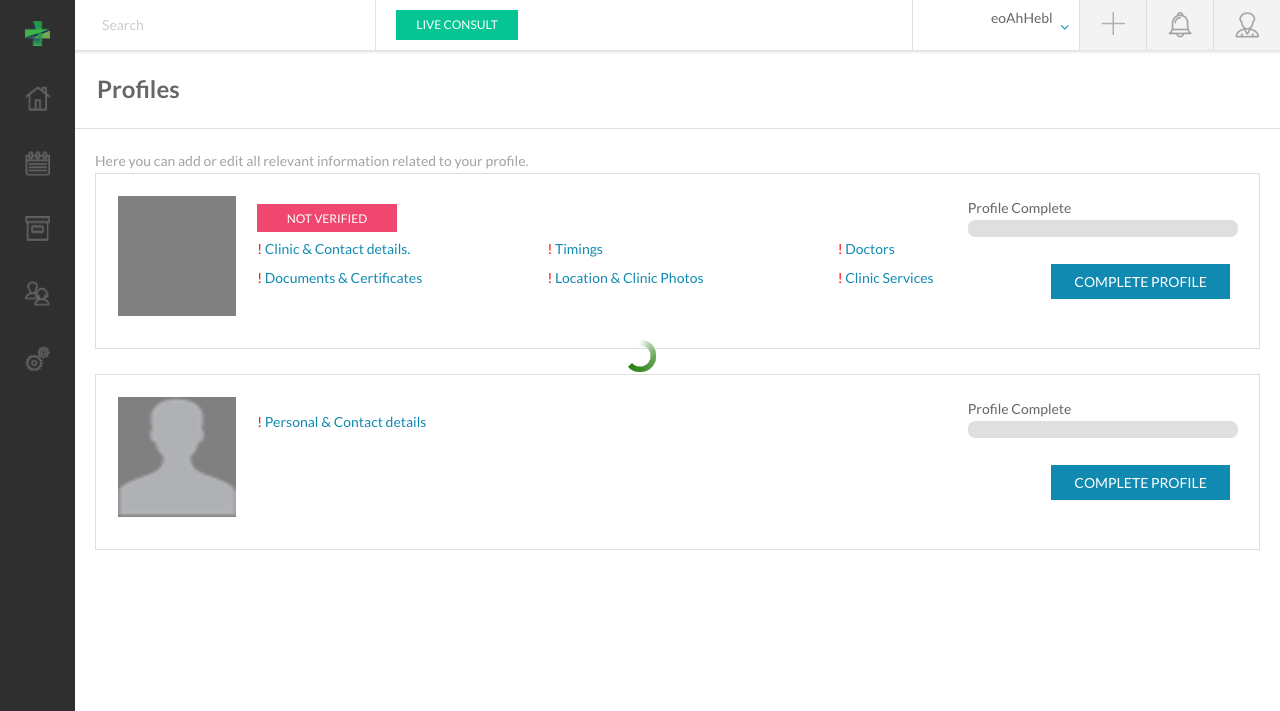 Search
LIVE CONSULT
eoAhHebl
Profiles
Here you can add or edit all relevant information related to your profile.
NOT VERIFIED
Profile Complete
! Clinic & Contact details.
! Timings
! Doctors
! Documents & Certificates
! Location & Clinic Photos
! Clinic Services
COMPLETE PROFILE
Profile Complete
! Personal & Contact details
COMPLETE PROFILE